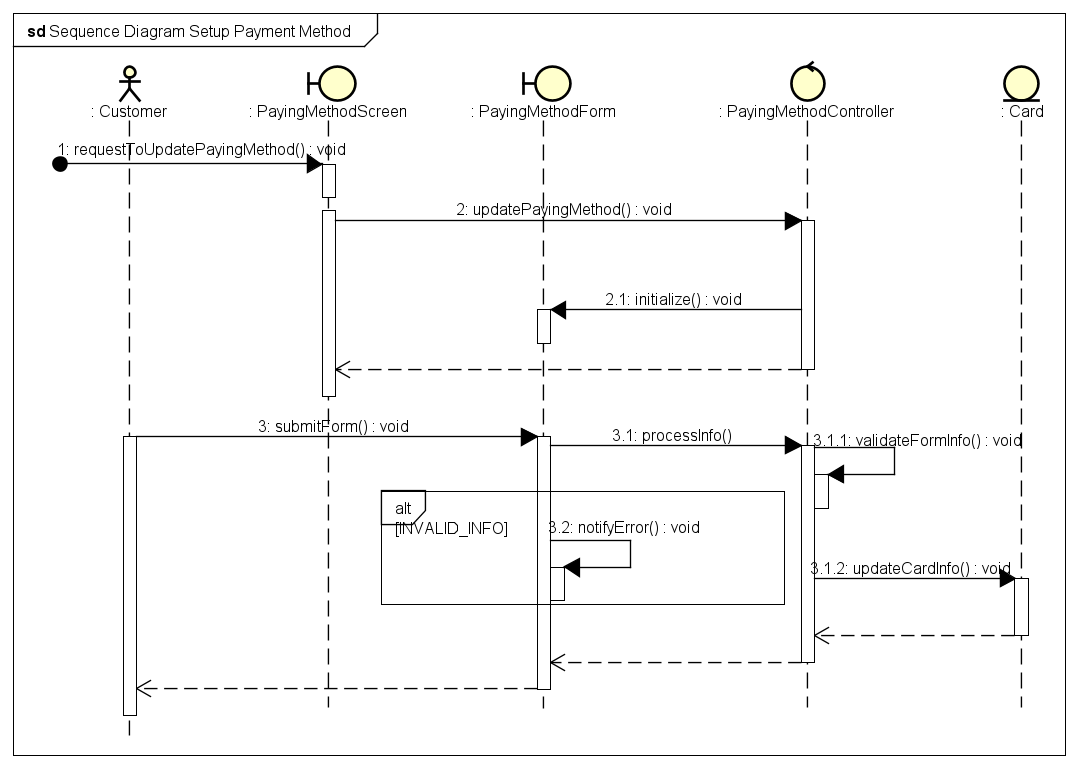 sd Sequence Diagram Setup Payment Method
: Customer
: PayingMethodScreen
: PayingMethodForm
: PayingMethodController
: Card
1: requestToUpdatePayingMethod() : void
2: updatePayingMethod() : void
2.1: initialize() : void
3: submitForm() : void
3.1: processInfo()
3.1.1: validateFormInfo() : void
alt
[INVALID_INFO]
3.2: notifyError() : void
3.1.2: updateCardInfo() : void